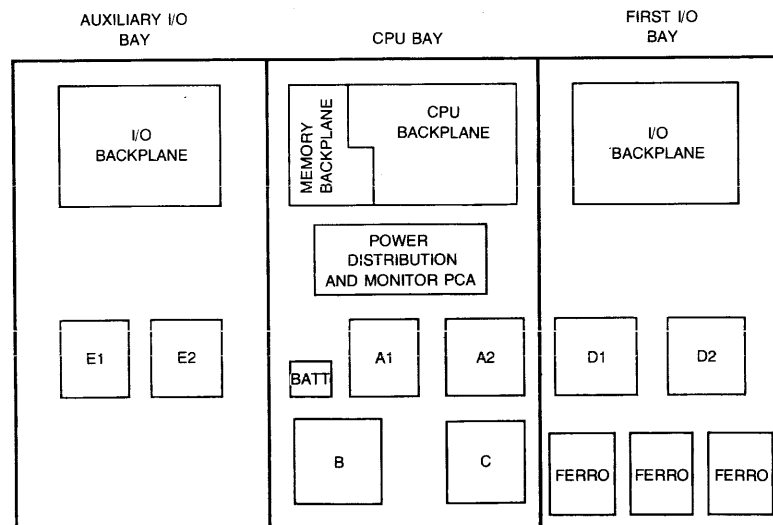 AUXILIARY I/O
BAY
CPU BAY
FIRST I/O
BAY
I/O
BACKPLANE
MEMORY
BACKPLANE
CPU
BACKPLANE
I/O
BACKPLANE
POWER
DISTRIBUTION
AND MONITOR PCA
E1
E2
BATT
A1
A2
D1
D2
B
C
FERRO
FERRO
FERRO